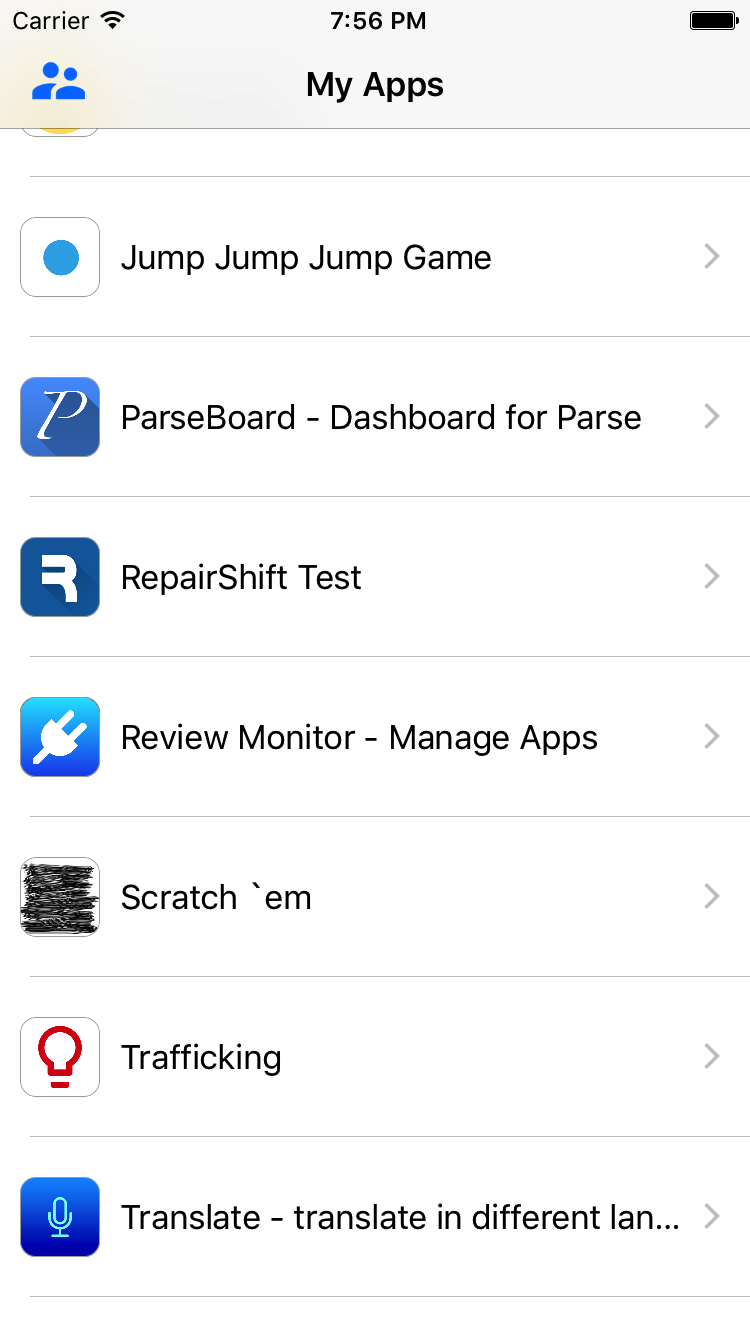 Carrier 7:56 PM
My Apps
Jump Jump Jump Game
P
ParseBoard - Dashboard for Parse
R
RepairShift Test
Review Monitor - Manage Apps
Scratch `em
Trafficking
Translate - translate in different lan...